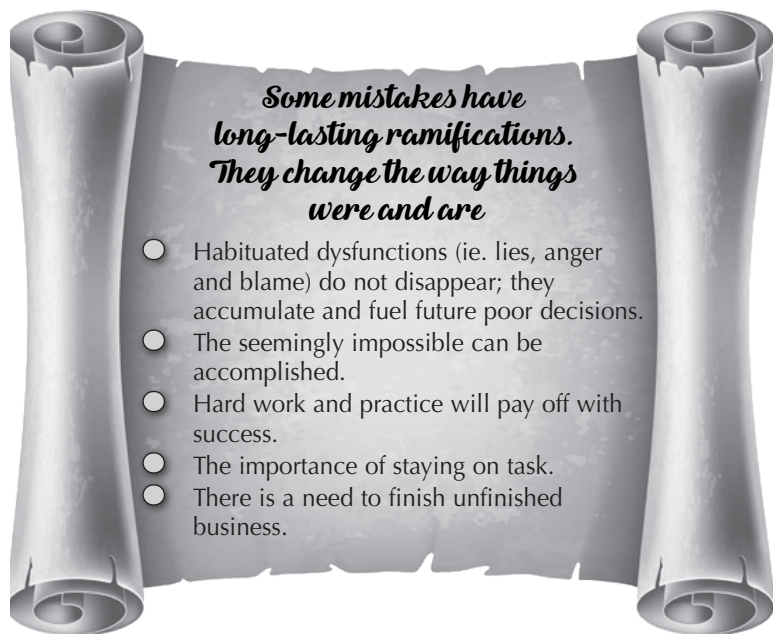 Some mistakes have
long-lasting ramifications.
They change the way things
were and are
Habituated dysfunctions (ie. lies, anger
and blame) do not disappear; they
accumulate and fuel future poor decisions.
The seemingly impossible can be
accomplished.
Hard work and practice will pay off with
success.
The importance of staying on task.
There is a need to finish unfinished
business.